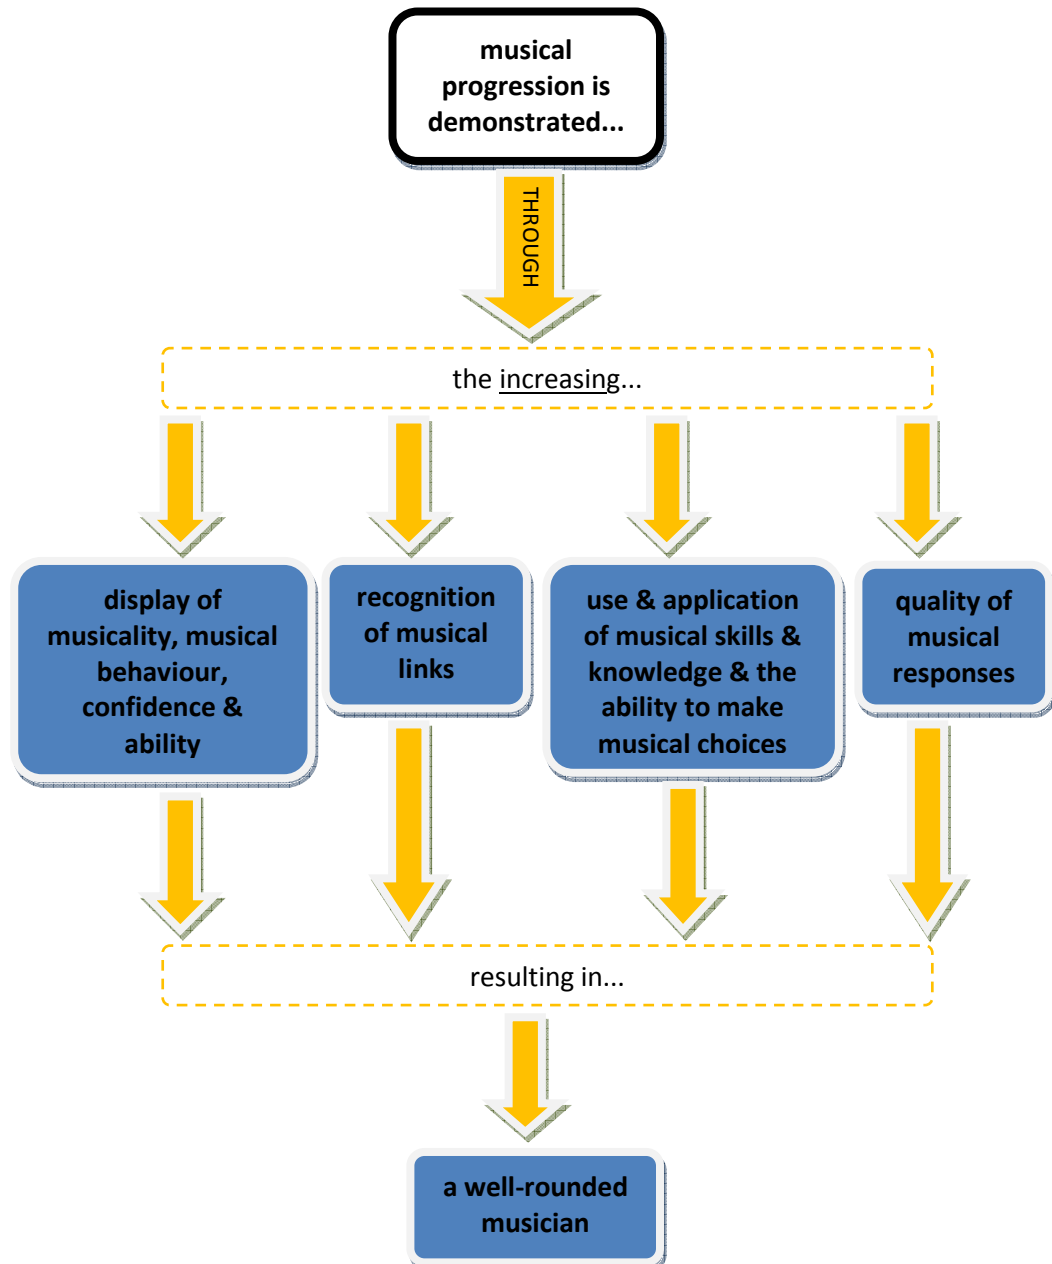 musical
progression is
demonstrated...
THROUGH
the increasing...
display of
musicality, musical
behaviour,
confidence &
ability
recognition
of musical
links
use & application
of musical skills &
knowledge & the
ability to make
musical choices
quality of
musical
responses
resulting in...
a well-rounded
musician